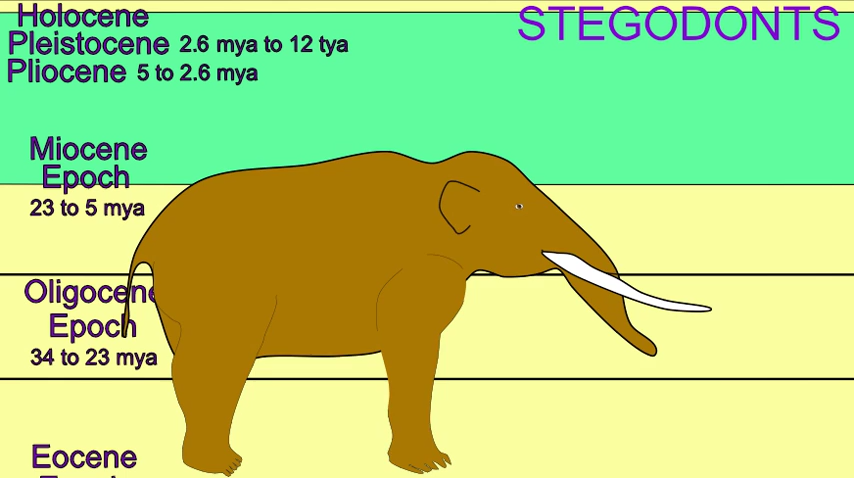 Holocene
STEGODONTS
Pleistocene 2.6 mya to 12 tya
Pliocene 5 to 2.6 mya
Miocene
Epoch
23 to 5 mya
Oligocene
Epoch
34 to 23 mya
Eocene